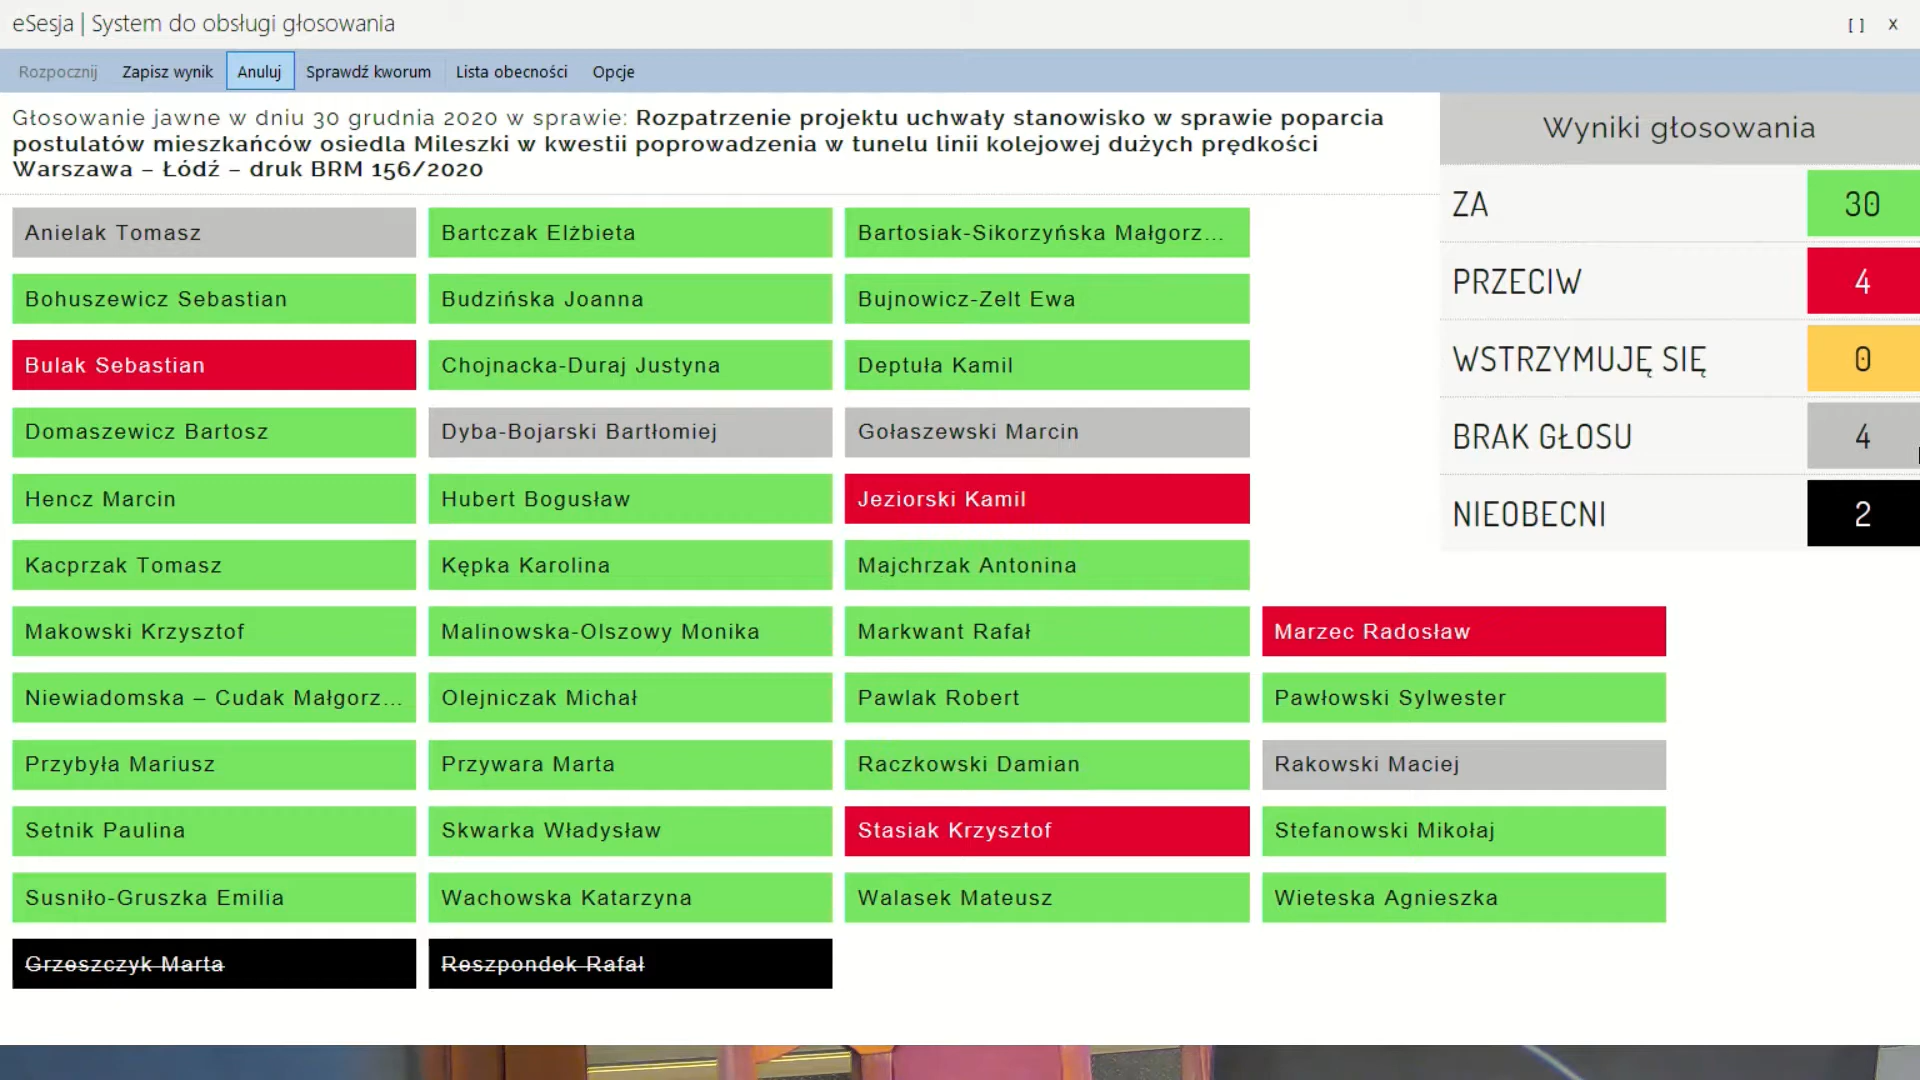 eSesja | System do obsługi głosowania
[ ] X
Rozpocznij Zapisz wynik Anuluj Sprawdź kworum Lista obecności Opcje
Głosowanie jawne w dniu 30 grudnia 2020 w sprawie: Rozpatrzenie projektu uchwały stanowisko w sprawie poparcia
postulatów mieszkańców osiedla Mileszki w kwestii poprowadzenia w tunelu linii kolejowej dużych prędkości
Warszawa – Łódź – druk BRM 156/2020
Wyniki głosowania
ZA 30
PRZECIW 4
WSTRZYMUJĘ SIĘ 0
BRAK GŁOSU 4
NIEOBECNI 2
Anielak Tomasz Bartczak Elżbieta Bartosiak-Sikorzyńska Małgorz...
Bohuszewicz Sebastian Budzińska Joanna Bujnowicz-Zelt Ewa
Bulak Sebastian Chojnacka-Duraj Justyna Deptuła Kamil
Domaszewicz Bartosz Dyba-Bojarski Bartłomiej Gołaszewski Marcin
Hencz Marcin Hubert Bogusław Jeziorski Kamil
Kacprzak Tomasz Kępka Karolina Majchrzak Antonina
Makowski Krzysztof Malinowska-Olszowy Monika Markwant Rafał Marzec Radosław
Niewiadomska – Cudak Małgorz... Olejniczak Michał Pawlak Robert Pawłowski Sylwester
Przybyła Mariusz Przywara Marta Raczkowski Damian Rakowski Maciej
Setnik Paulina Skwarka Władysław Stasiak Krzysztof Stefanowski Mikołaj
Susniło-Gruszka Emilia Wachowska Katarzyna Walasek Mateusz Wieteska Agnieszka
Grzeszczyk Marta Reszpondek Rafał